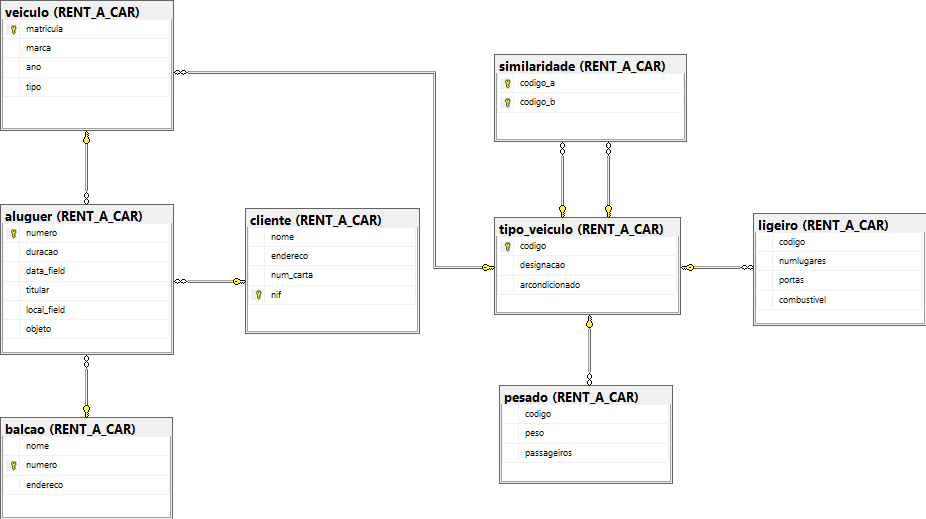 veiculo (RENT_A_CAR)
matricula
marca
ano
tipo
similaridade (RENT_A_CAR)
codigo_a
codigo_b
aluguer (RENT_A_CAR)
numero
duracao
data_field
titular
local_field
objeto
cliente (RENT_A_CAR)
nome
endereco
num_carta
nif
tipo_veiculo (RENT_A_CAR)
codigo
designacao
arcondicionado
ligeiro (RENT_A_CAR)
codigo
numlugares
portas
combustivel
balcao (RENT_A_CAR)
nome
numero
endereco
pesado (RENT_A_CAR)
codigo
peso
passageiros